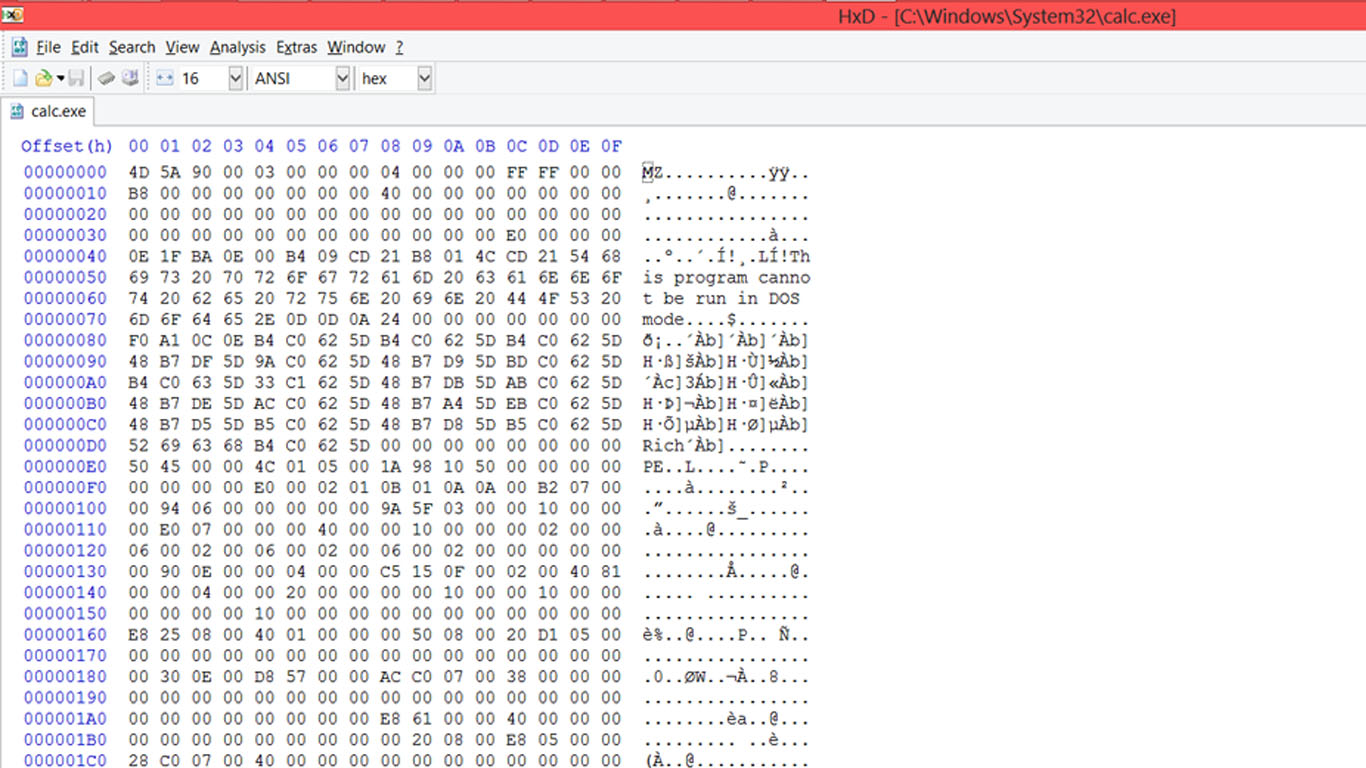 HxD - [C:\Windows\System32\calc.exe]
File Edit Search View Analysis Extras Window ?
16 ANSI hex
calc.exe
Offset(h) 00 01 02 03 04 05 06 07 08 09 0A 0B 0C 0D 0E 0F
00000000 4D 5A 90 00 03 00 00 00 04 00 00 00 FF FF 00 00 MZ..........ÿÿ..
00000010 B8 00 00 00 00 00 00 00 40 00 00 00 00 00 00 00 ¸.......@.......
00000020 00 00 00 00 00 00 00 00 00 00 00 00 00 00 00 00 ................
00000030 00 00 00 00 00 00 00 00 00 00 00 00 E0 00 00 00 ............à...
00000040 0E 1F BA 0E 00 B4 09 CD 21 B8 01 4C CD 21 54 68 ..º..´.Í!¸.LÍ!Th
00000050 69 73 20 70 72 6F 67 72 61 6D 20 63 61 6E 6E 6F is program canno
00000060 74 20 62 65 20 72 75 6E 20 69 6E 20 44 4F 53 20 t be run in DOS
00000070 6D 6F 64 65 2E 0D 0D 0A 24 00 00 00 00 00 00 00 mode....$.......
00000080 F0 A1 0C 0E B4 C0 62 5D B4 C0 62 5D B4 C0 62 5D ð¡..´Àb]´Àb]´Àb]
00000090 48 B7 DF 5D 9A C0 62 5D 48 B7 D9 5D BD C0 62 5D H·ß]šÀb]H·Ù]½Àb]
000000A0 B4 C0 63 5D 33 C1 62 5D 48 B7 DB 5D AB C0 62 5D ´Àc]3Áb]H·Û]«Àb]
000000B0 48 B7 DE 5D AC C0 62 5D 48 B7 A4 5D EB C0 62 5D H·Þ]¬Àb]H·¤]ëÀb]
000000C0 48 B7 D5 5D B5 C0 62 5D 48 B7 D8 5D B5 C0 62 5D H·Õ]µÀb]H·Ø]µÀb]
000000D0 52 69 63 68 B4 C0 62 5D 00 00 00 00 00 00 00 00 Rich´Àb]........
000000E0 50 45 00 00 4C 01 05 00 1A 98 10 50 00 00 00 00 PE..L....˜.P....
000000F0 00 00 00 00 E0 00 02 01 0B 01 0A 0A 00 B2 07 00 ....à........²..
00000100 00 94 06 00 00 00 00 00 9A 5F 03 00 00 10 00 00 .”......š_......
00000110 00 E0 07 00 00 00 40 00 00 10 00 00 00 02 00 00 .à....@.........
00000120 06 00 02 00 06 00 02 00 06 00 02 00 00 00 00 00 ................
00000130 00 90 0E 00 00 04 00 00 C5 15 0F 00 02 00 40 81 ........Å.....@.
00000140 00 00 04 00 00 20 00 00 00 00 10 00 00 10 00 00 ..... ..........
00000150 00 00 00 00 10 00 00 00 00 00 00 00 00 00 00 00 ................
00000160 E8 25 08 00 40 01 00 00 00 50 08 00 20 D1 05 00 è%..@....P.. Ñ..
00000170 00 00 00 00 00 00 00 00 00 00 00 00 00 00 00 00 ................
00000180 00 30 0E 00 D8 57 00 00 AC C0 07 00 38 00 00 00 .0..ØW..¬À..8...
00000190 00 00 00 00 00 00 00 00 00 00 00 00 00 00 00 00 ................
000001A0 00 00 00 00 00 00 00 00 E8 61 00 00 40 00 00 00 ........èa..@...
000001B0 00 00 00 00 00 00 00 00 00 20 08 00 E8 05 00 00 ......... ..è...
000001C0 28 C0 07 00 40 00 00 00 00 00 00 00 00 00 00 00 (À..@...........